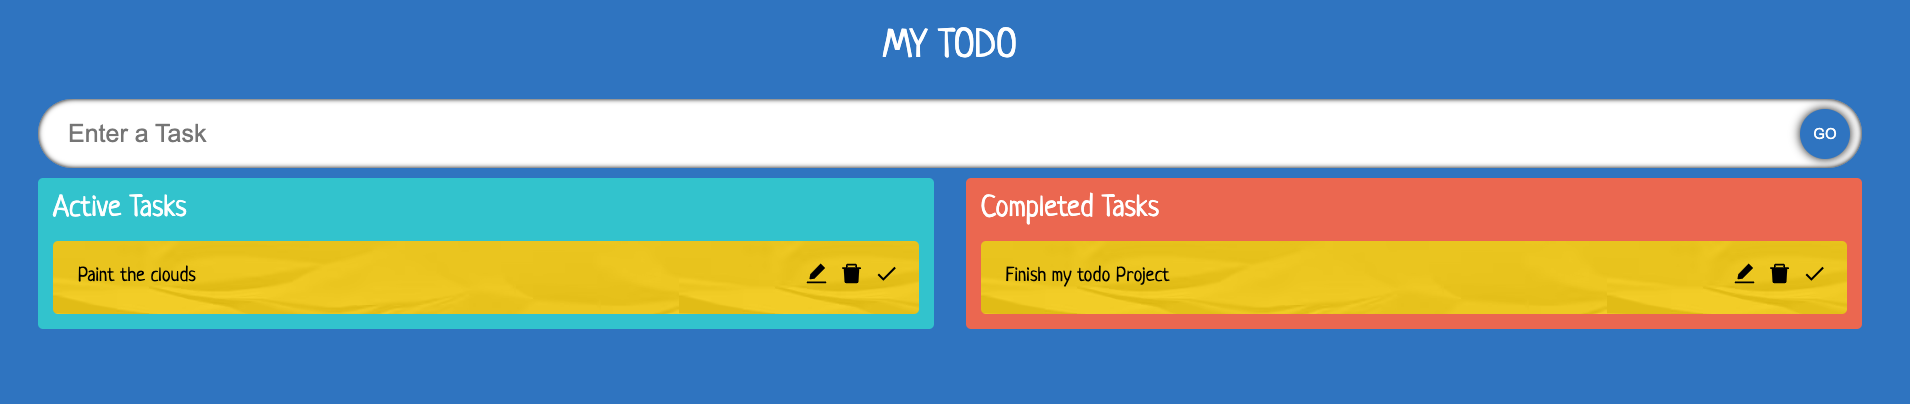 MY TODO
Enter a Task
GO
Active Tasks
Paint the clouds
Completed Tasks
Finish my todo Project